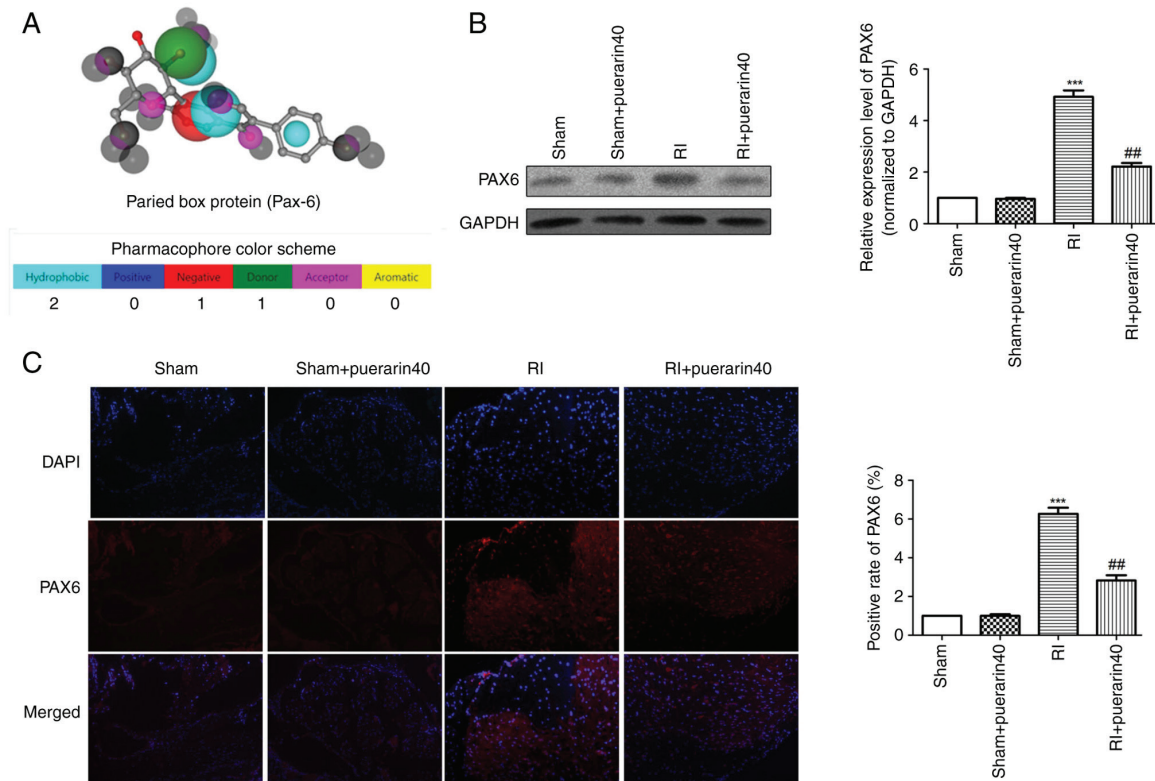 A
Paried box protein (Pax-6)
Pharmacophore color scheme
Hydrophobic Positive Negative Donor Acceptor Aromatic
2 0 1 1 0 0
B
Sham Sham+puerarin40 RI RI+puerarin40
PAX6
GAPDH
Relative expression level of PAX6
(normalized to GAPDH)
6
4
2
0
***
##
Sham Sham+puerarin40 RI RI+puerarin40
C
Sham Sham+puerarin40 RI RI+puerarin40
DAPI
PAX6
Merged
Positive rate of PAX6 (%)
8
6
4
2
0
***
##
Sham Sham+puerarin40 RI RI+puerarin40